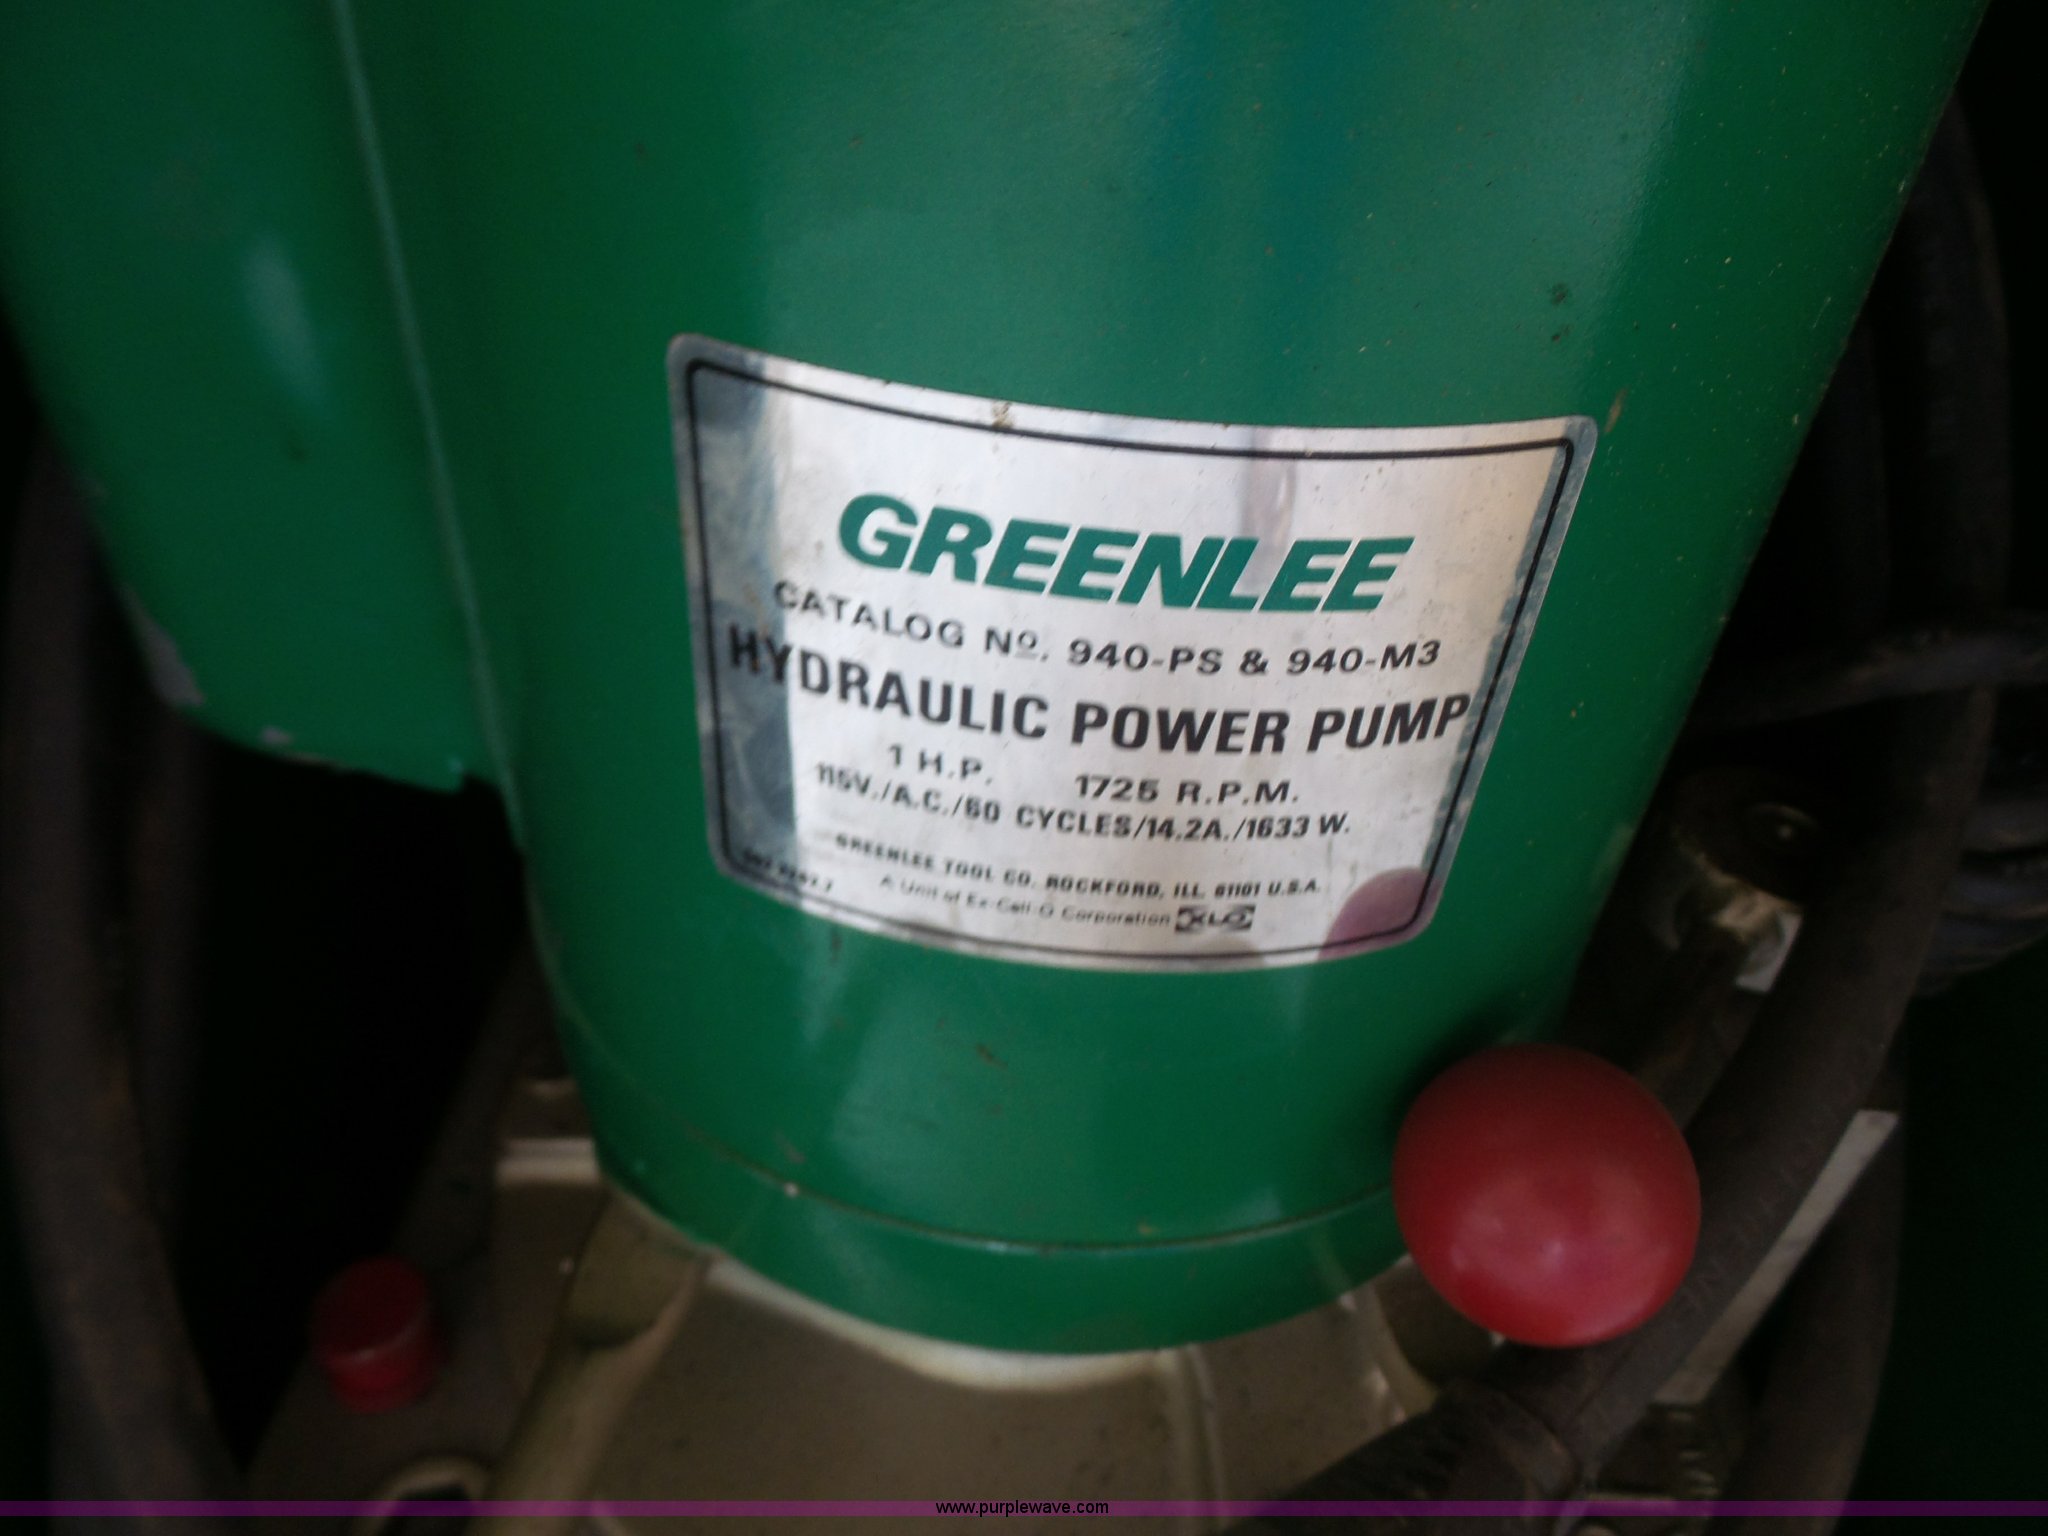 GREENLEE
CATALOG Nº. 940-PS & 940-M3
HYDRAULIC POWER PUMP
1 H.P. 1725 R.P.M.
115V./A.C./60 CYCLES/14.2A./1633 W.
GREENLEE TOOL CO. ROCKFORD, ILL. 61101 U.S.A.
A Unit of Ex-Cell-O Corporation XLO
www.purplewave.com